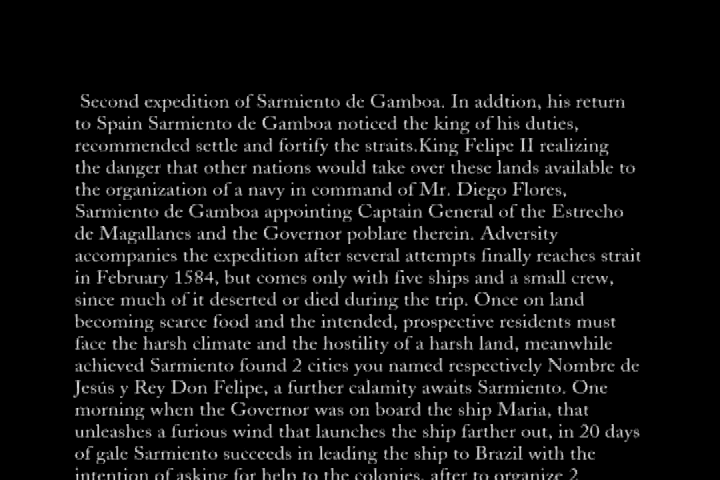 Second expedition of Sarmiento de Gamboa. In addtion, his return
to Spain Sarmiento de Gamboa noticed the king of his duties,
recommended settle and fortify the straits.King Felipe II realizing
the danger that other nations would take over these lands available to
the organization of a navy in command of Mr. Diego Flores,
Sarmiento de Gamboa appointing Captain General of the Estrecho
de Magallanes and the Governor poblare therein. Adversity
accompanies the expedition after several attempts finally reaches strait
in February 1584, but comes only with five ships and a small crew,
since much of it deserted or died during the trip. Once on land
becoming scarce food and the intended, prospective residents must
face the harsh climate and the hostility of a harsh land, meanwhile
achieved Sarmiento found 2 cities you named respectively Nombre de
Jesús y Rey Don Felipe, a further calamity awaits Sarmiento. One
morning when the Governor was on board the ship Maria, that
unleashes a furious wind that launches the ship farther out, in 20 days
of gale Sarmiento succeeds in leading the ship to Brazil with the
intention of asking for help to the colonies, after to organize 2